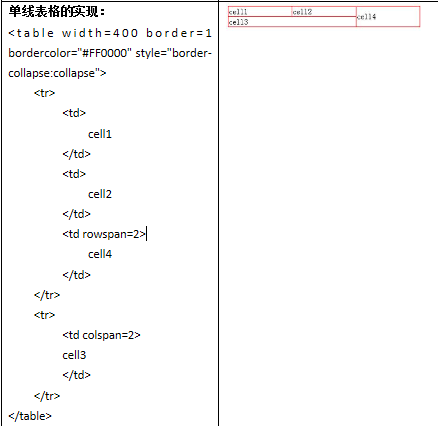 单线表格的实现：
<table width=400 border=1
bordercolor="#FF0000" style="border-
collapse:collapse">
<tr>
<td>
cell1
</td>
<td>
cell2
</td>
<td rowspan=2>
cell4
</td>
</tr>
<tr>
<td colspan=2>
cell3
</td>
</tr>
</table>
cell1 cell2
cell4
cell3